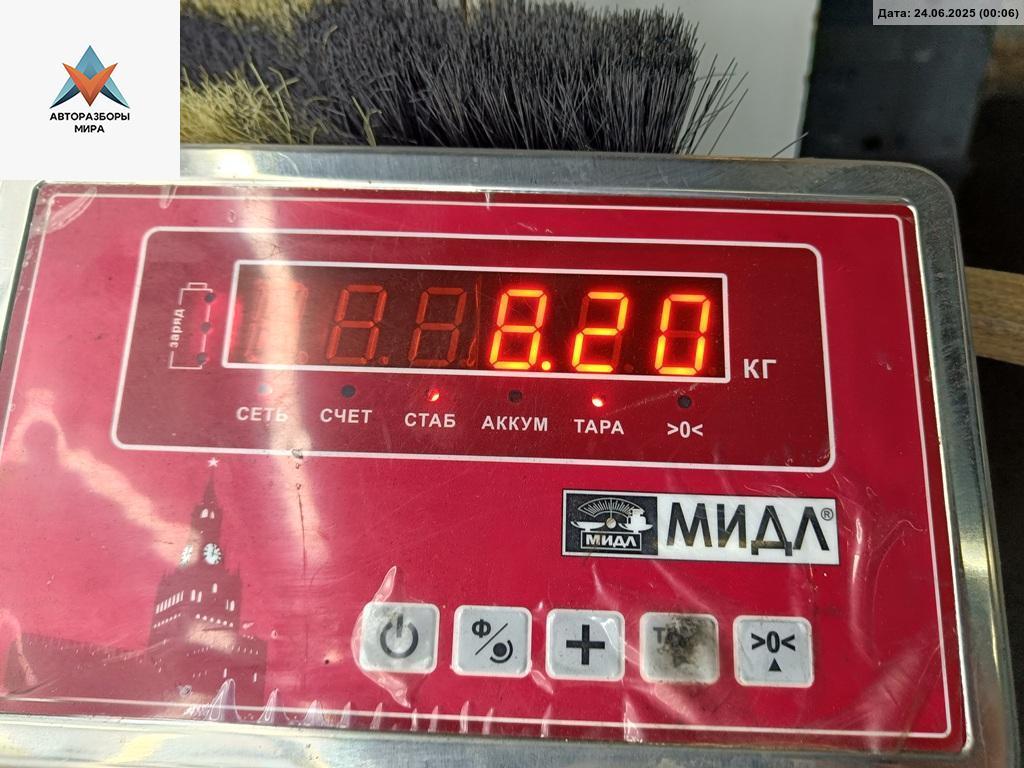 Дата: 24.06.2025 (00:06)
АВТОРАЗБОРЫ
МИРА
заряд
8.20
КГ
СЕТЬ СЧЕТ СТАБ АККУМ ТАРА >0<
МИДЛ МИДЛ®
Ф + >0<